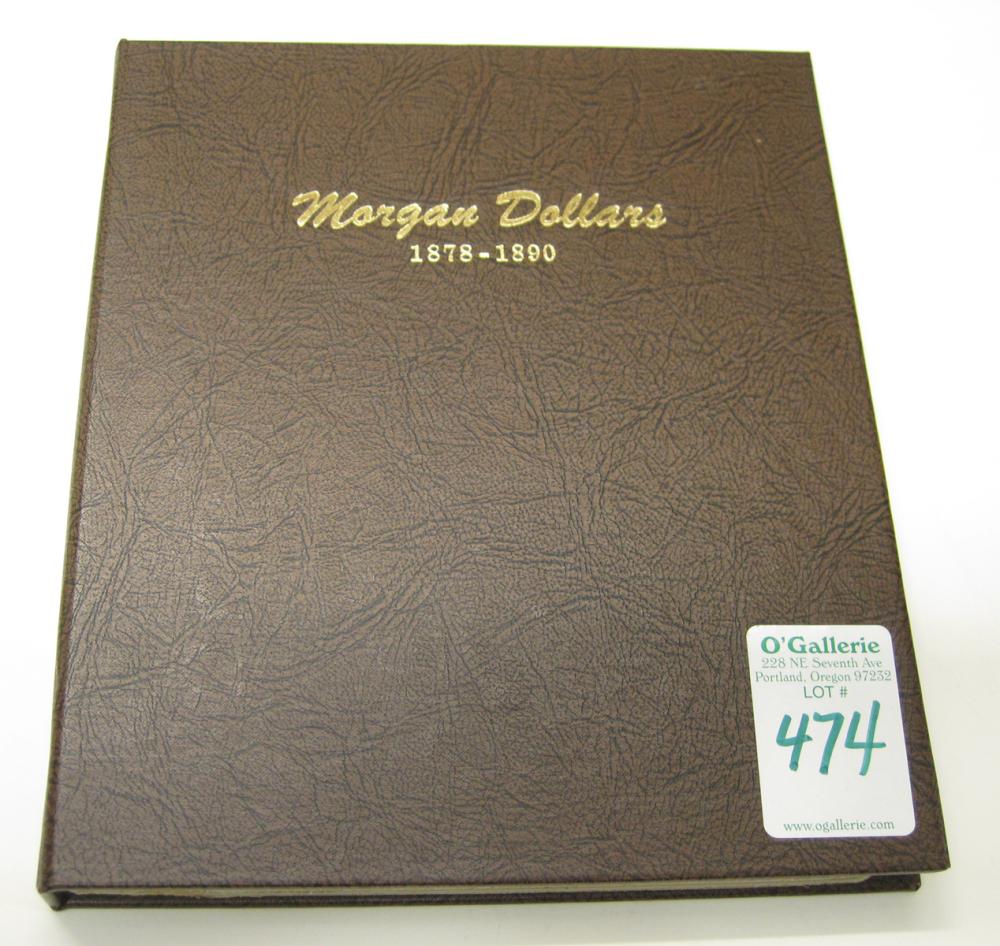 Morgan Dollars
1878-1890
O'Gallerie
228 NE Seventh Ave
Portland, Oregon 97232
LOT #
474
www.ogallerie.com